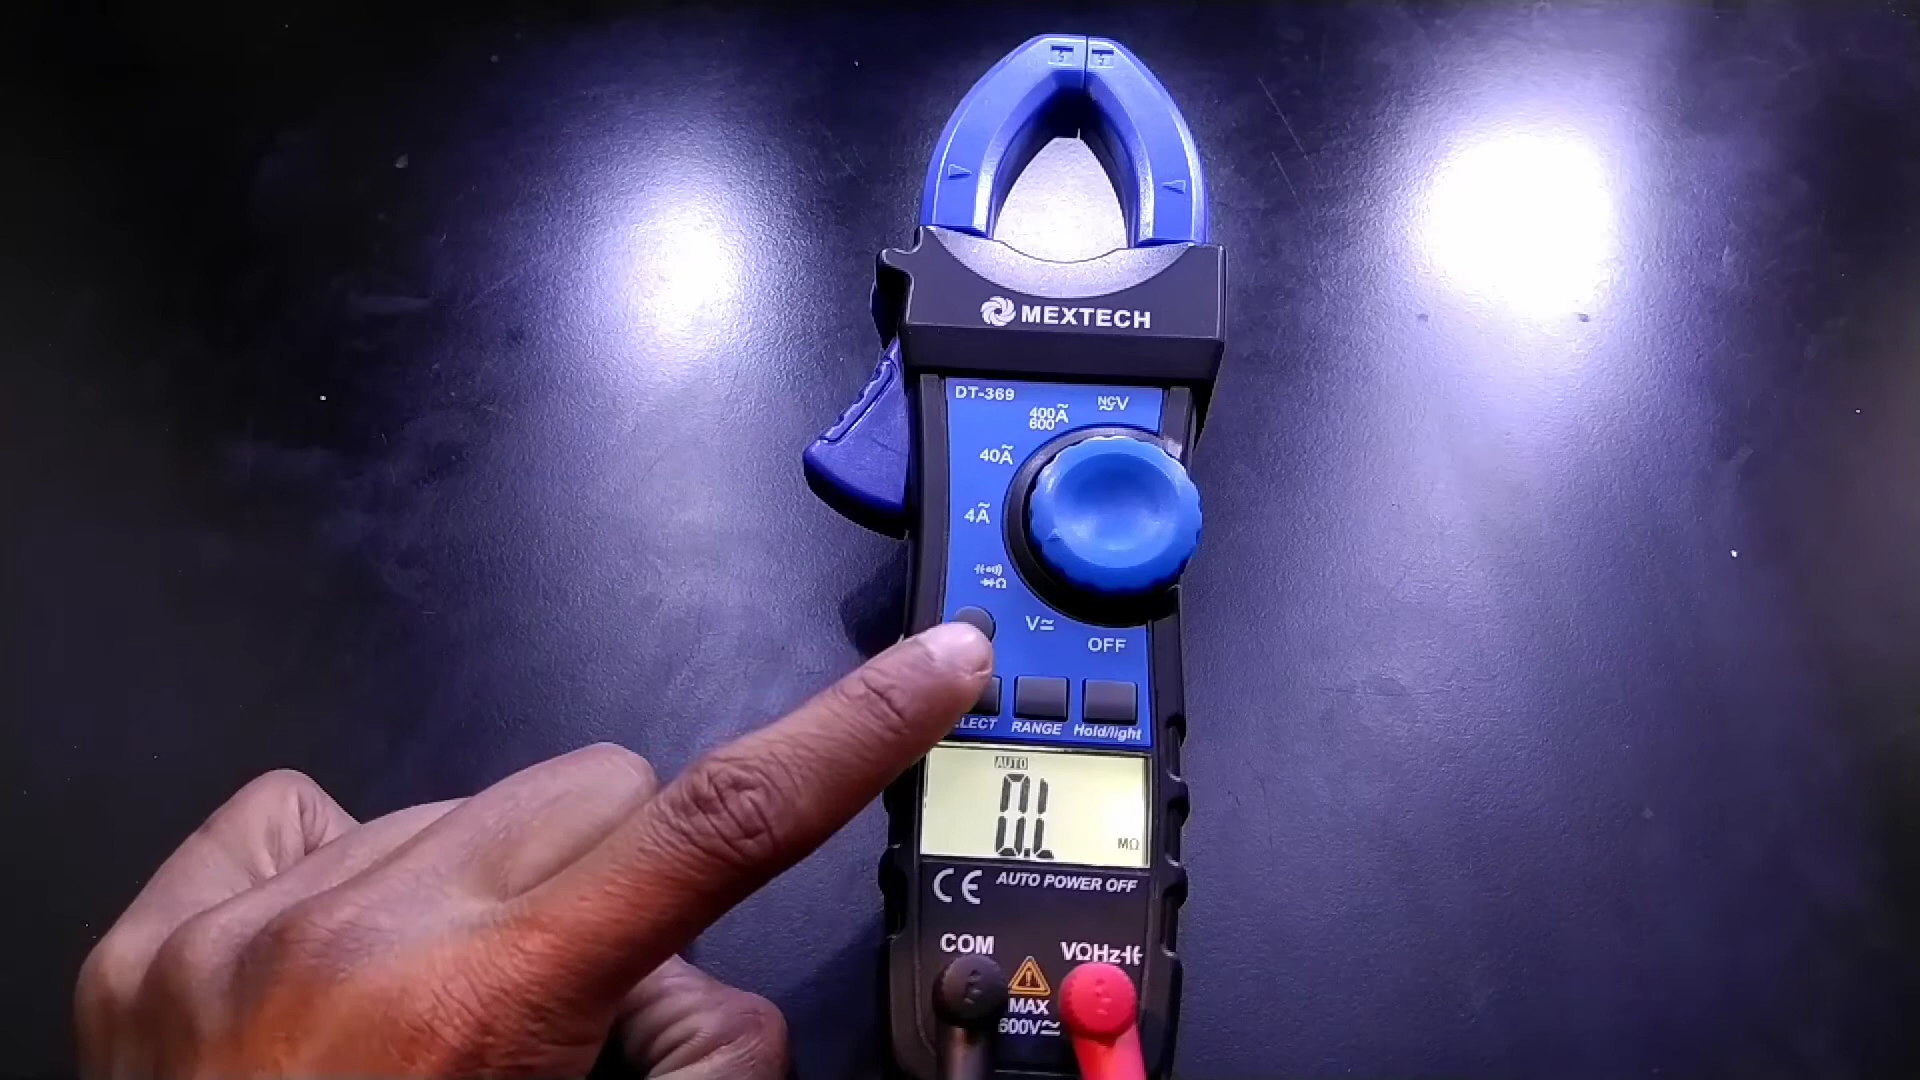 MEXTECH
DT-369
NCV
400A
600
40A
4A
Ω
V
OFF
RANGE
Hold/light
AUTO
0.L
MΩ
CE
AUTO POWER OFF
COM
VΩHz
MAX
600V